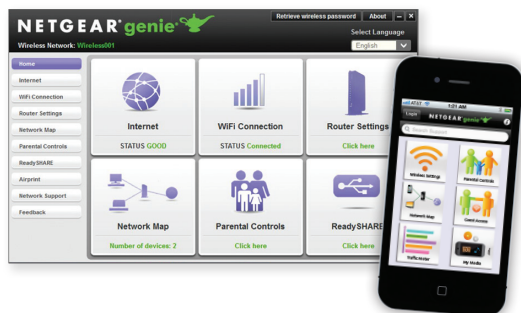 NETGEAR® genie®
Retrieve wireless password
About
Select Language
English
Wireless Network: Wireless001
Home
Internet
WiFi Connection
Router Settings
Network Map
Parental Controls
ReadySHARE
Airprint
Network Support
Feedback
Internet
STATUS GOOD
WiFi Connection
STATUS Connected
Router Settings
Click here
Network Map
Number of devices: 2
Parental Controls
Click here
ReadySHARE
Click here
AT&T
1:21 AM
Login
NETGEAR genie
Search Support
Wireless Settings
Parental Controls
Network Map
Guest Access
Traffic Meter
My Media